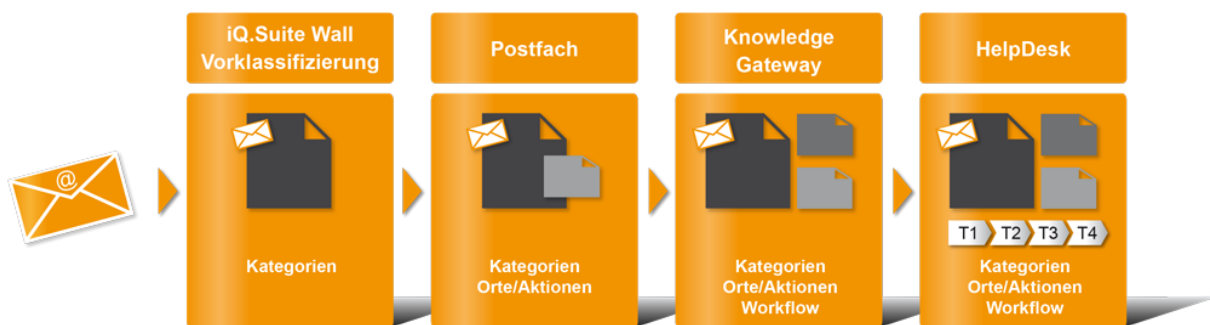 iQ.Suite Wall
Vorklassifizierung
Postfach
Knowledge
Gateway
HelpDesk
@
Kategorien
Kategorien
Orte/Aktionen
Kategorien
Orte/Aktionen
Workflow
T1 T2 T3 T4
Kategorien
Orte/Aktionen
Workflow